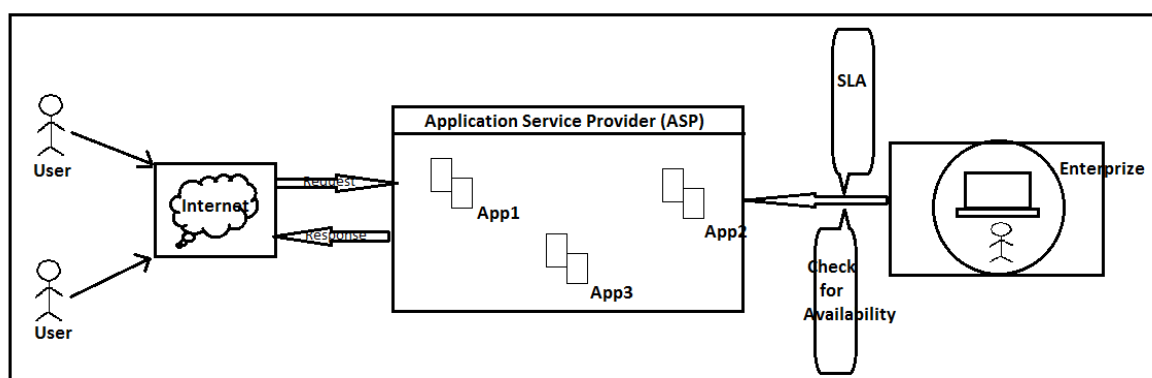 User
User
Internet
Request
Response
Application Service Provider (ASP)
App1
App2
App3
SLA
Check
for
Availability
Enterprize